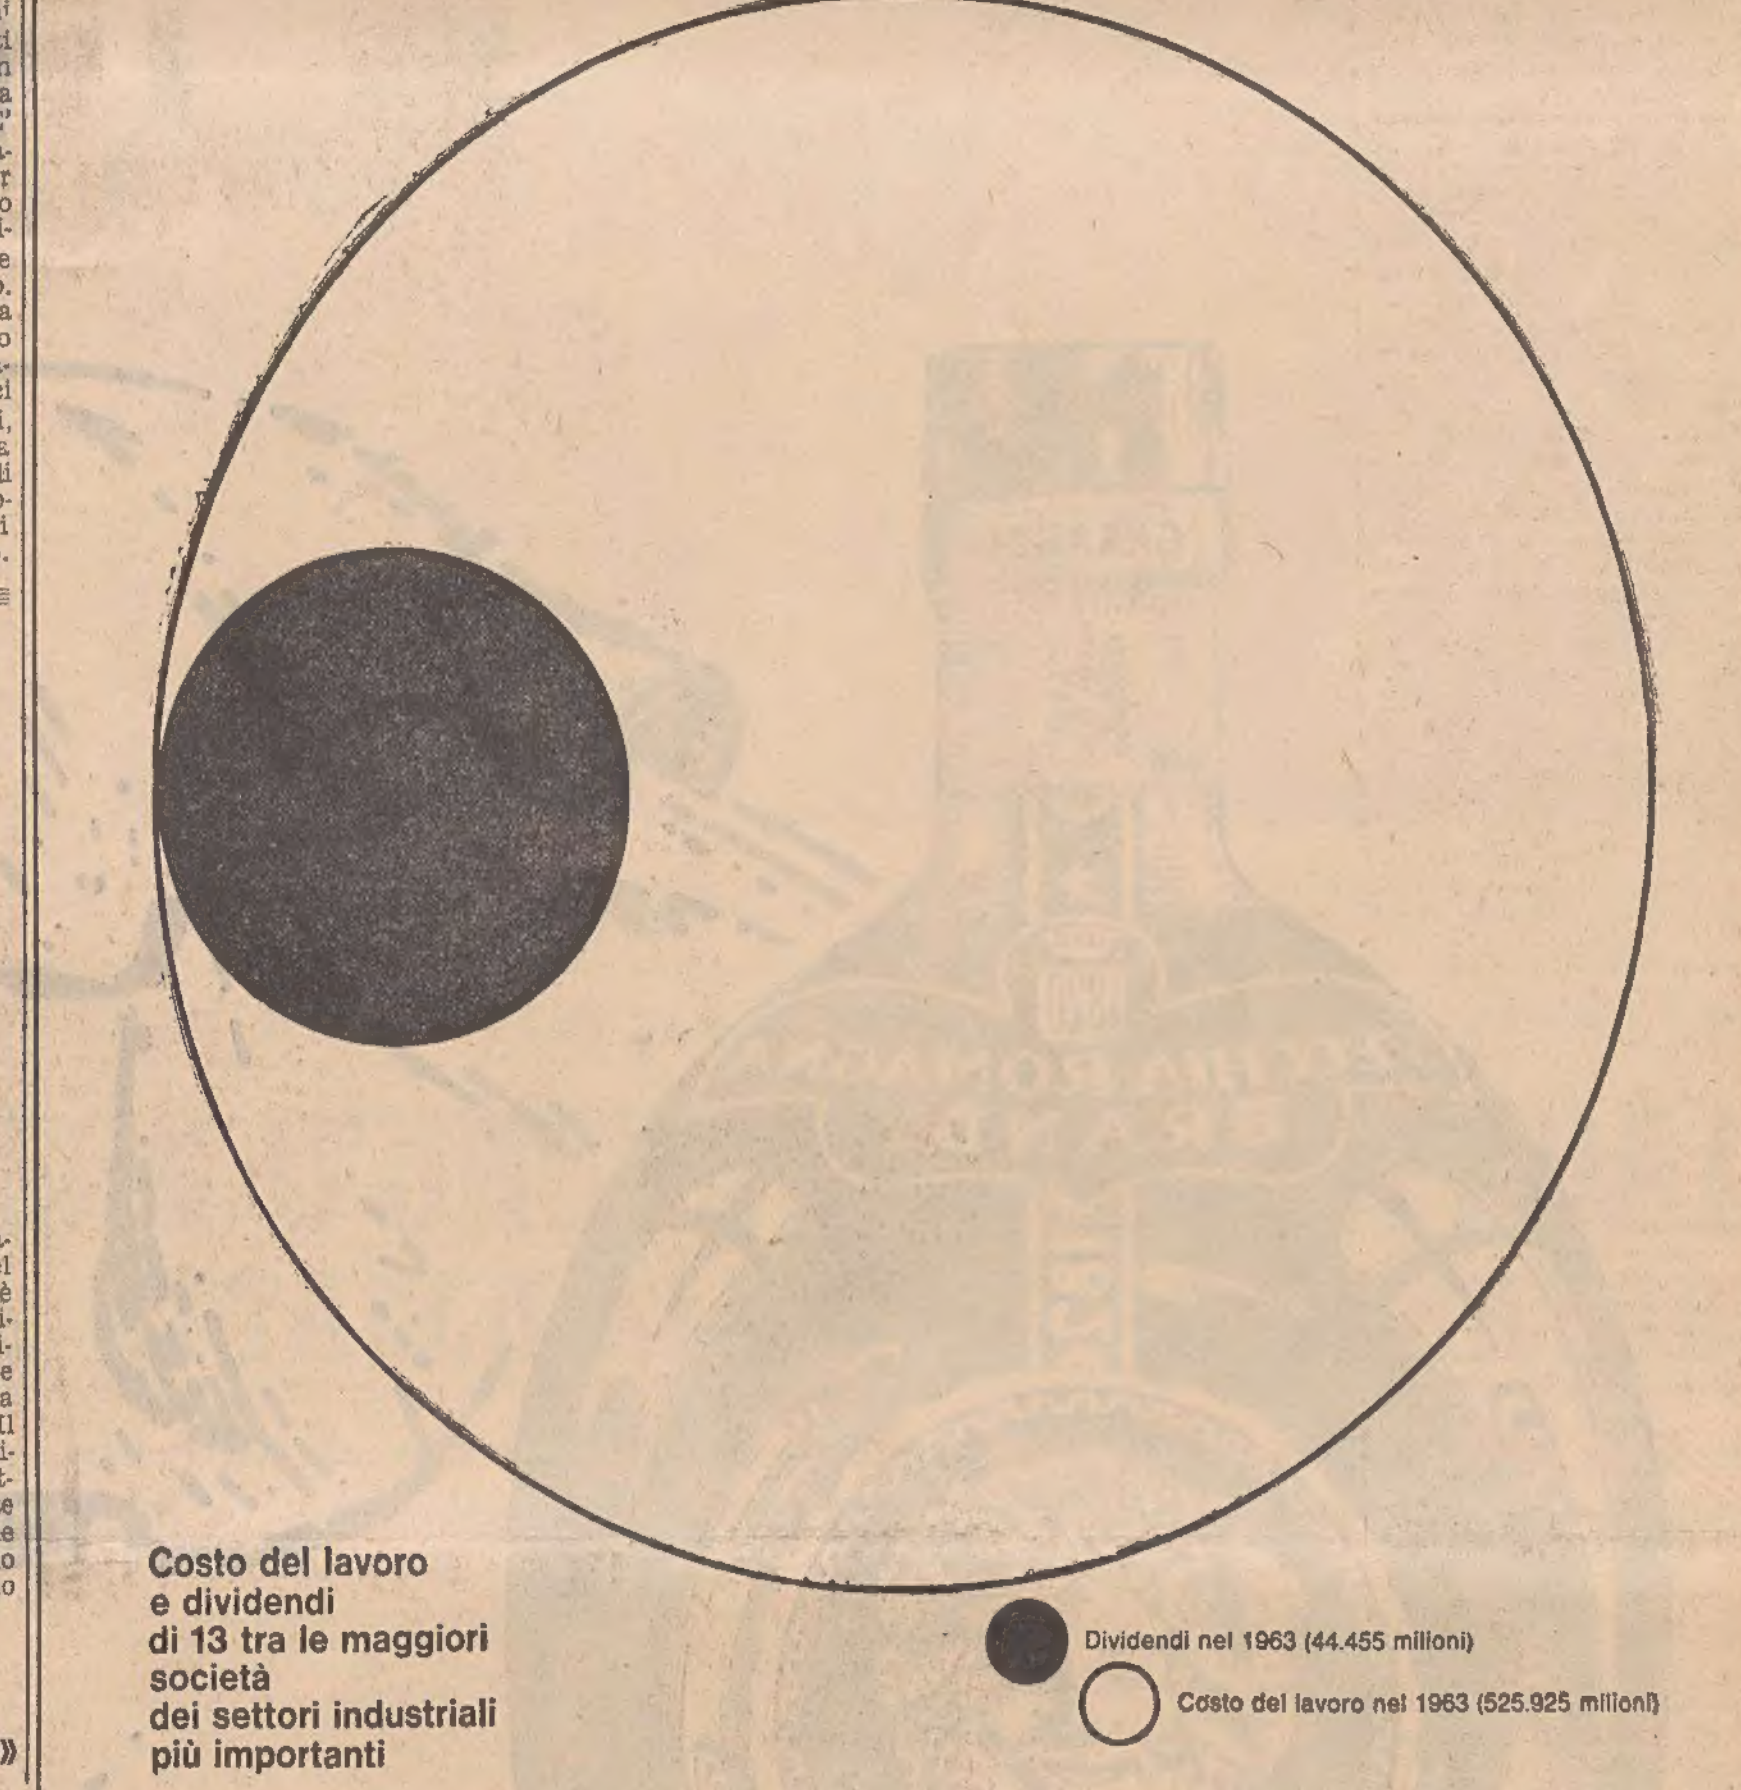 Costo del lavoro
e dividendi
di 13 tra le maggiori
società
dei settori industriali
più importanti
Dividendi nel 1963 (44.455 milioni)
Costo del lavoro nel 1963 (525.925 milioni)